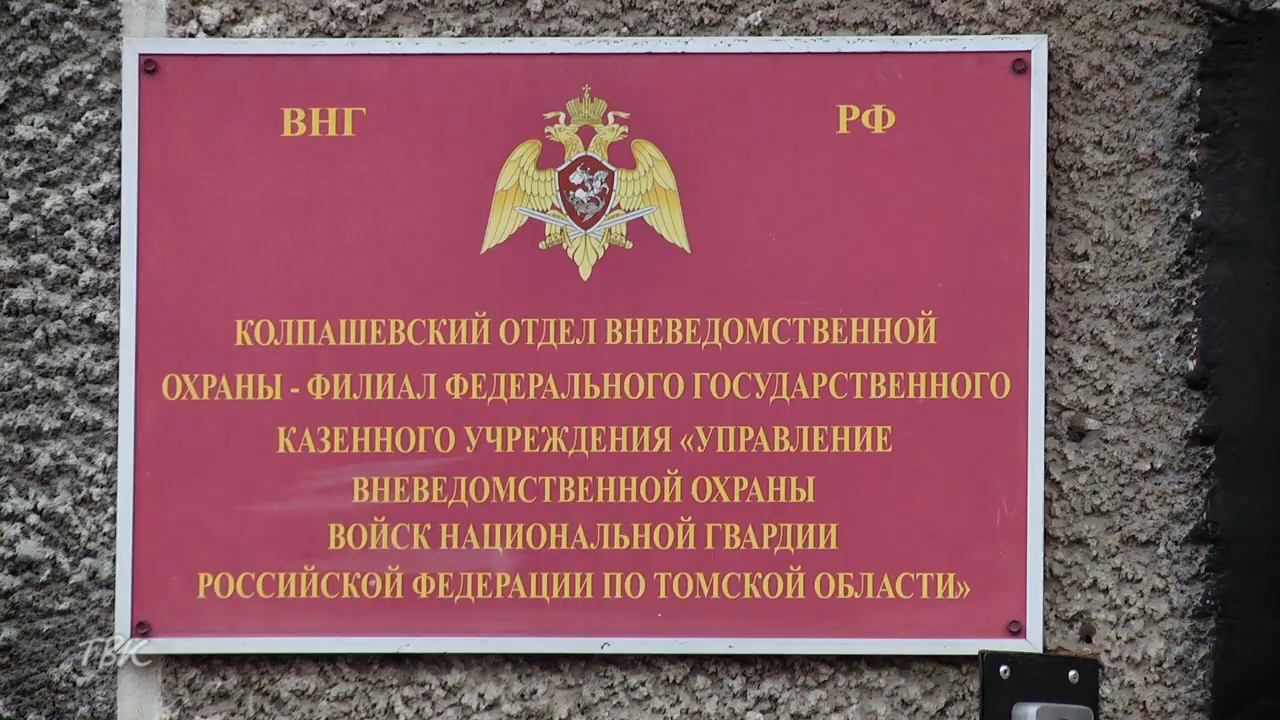 ВНГ РФ
КОЛПАШЕВСКИЙ ОТДЕЛ ВНЕВЕДОМСТВЕННОЙ
ОХРАНЫ - ФИЛИАЛ ФЕДЕРАЛЬНОГО ГОСУДАРСТВЕННОГО
КАЗЕННОГО УЧРЕЖДЕНИЯ «УПРАВЛЕНИЕ
ВНЕВЕДОМСТВЕННОЙ ОХРАНЫ
ВОЙСК НАЦИОНАЛЬНОЙ ГВАРДИИ
РОССИЙСКОЙ ФЕДЕРАЦИИ ПО ТОМСКОЙ ОБЛАСТИ»
ТВК